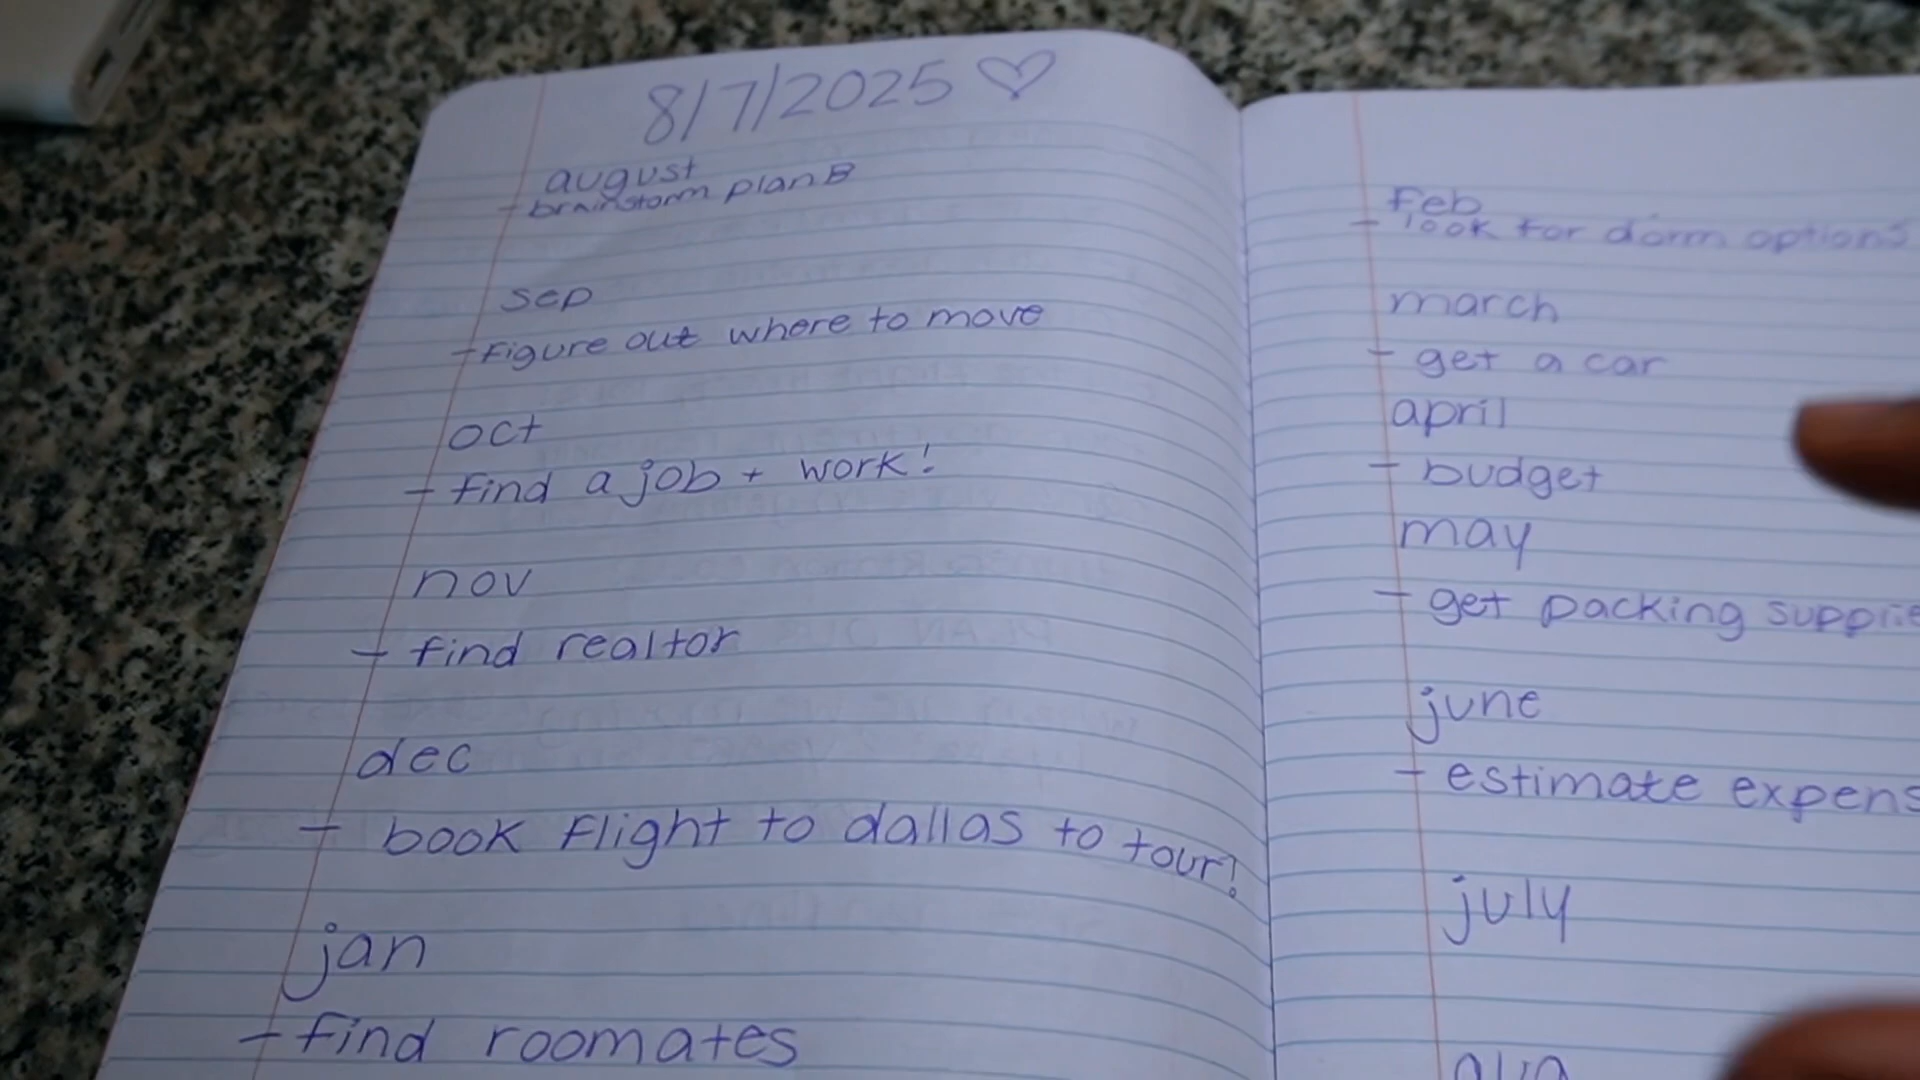 8/7/2025 ♡
august
- brainstorm plan B
sep
- Figure out where to move
oct
- find a job + work!
nov
- find realtor
dec
- book Flight to dallas to tour!
jan
- find roomates
Feb
- look for dorm options
march
- get a car
april
- budget
may
- get packing supplie
june
- estimate expens
july